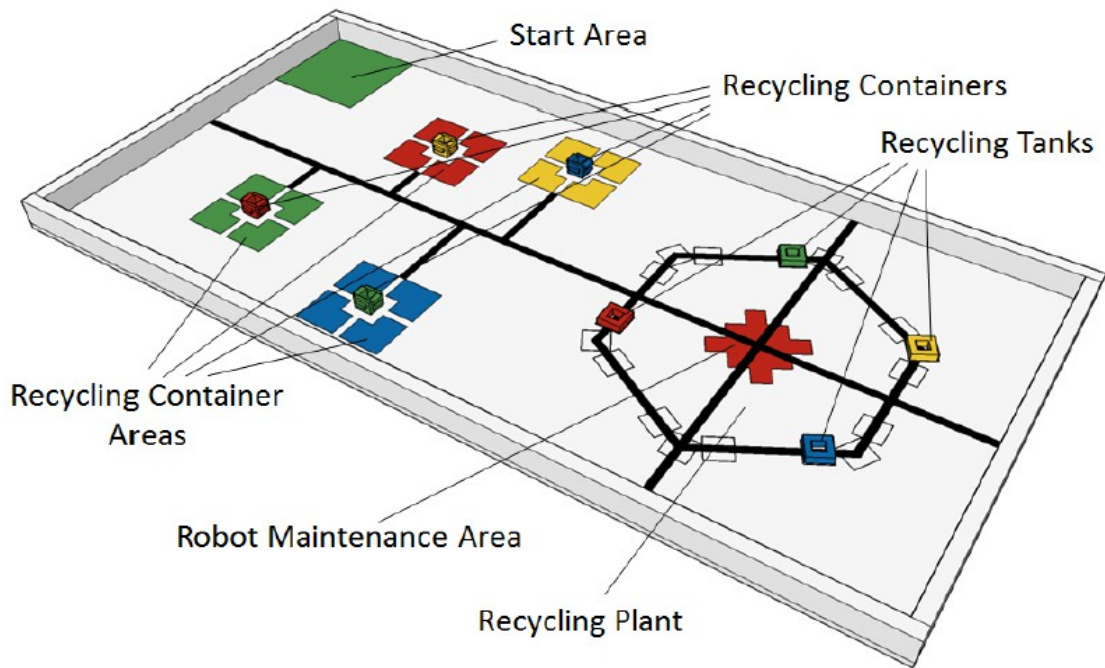 Start Area
Recycling Containers
Recycling Tanks
Recycling Container
Areas
Robot Maintenance Area
Recycling Plant